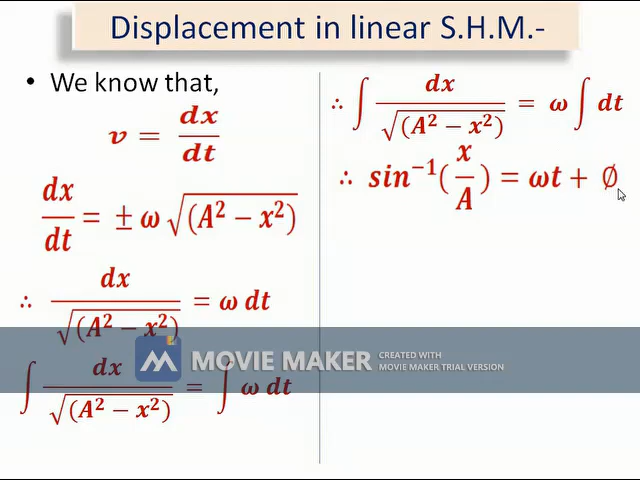 Displacement in linear S.H.M.-
• We know that,
v = dx/dt
dx/dt = ± ω √(A² − x²)
∴ dx/√(A² − x²) = ω dt
∫ dx/√(A² − x²) = ∫ ω dt
∴ ∫ dx/√(A² − x²) = ω ∫ dt
∴ sin⁻¹(x/A) = ωt + ∅
MOVIE MAKER
CREATED WITH
MOVIE MAKER TRIAL VERSION